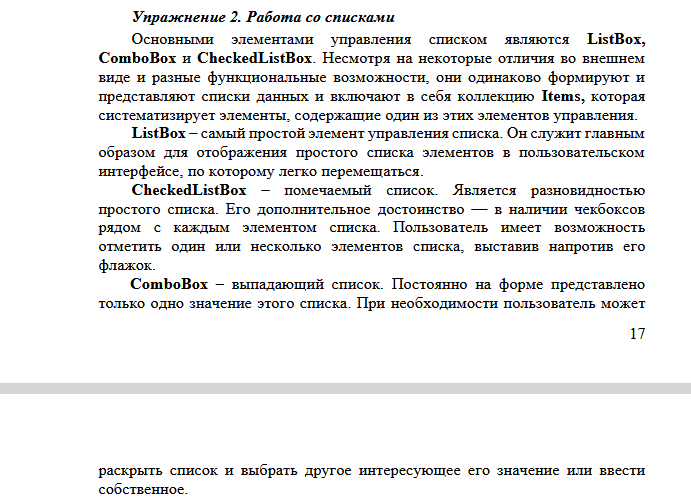 Упражнение 2. Работа со списками
Основными элементами управления списком являются ListBox,
ComboBox и CheckedListBox. Несмотря на некоторые отличия во внешнем
виде и разные функциональные возможности, они одинаково формируют и
представляют списки данных и включают в себя коллекцию Items, которая
систематизирует элементы, содержащие один из этих элементов управления.
ListBox – самый простой элемент управления списка. Он служит главным
образом для отображения простого списка элементов в пользовательском
интерфейсе, по которому легко перемещаться.
CheckedListBox – помечаемый список. Является разновидностью
простого списка. Его дополнительное достоинство — в наличии чекбоксов
рядом с каждым элементом списка. Пользователь имеет возможность
отметить один или несколько элементов списка, выставив напротив его
флажок.
ComboBox – выпадающий список. Постоянно на форме представлено
только одно значение этого списка. При необходимости пользователь может
17
раскрыть список и выбрать другое интересующее его значение или ввести
собственное.